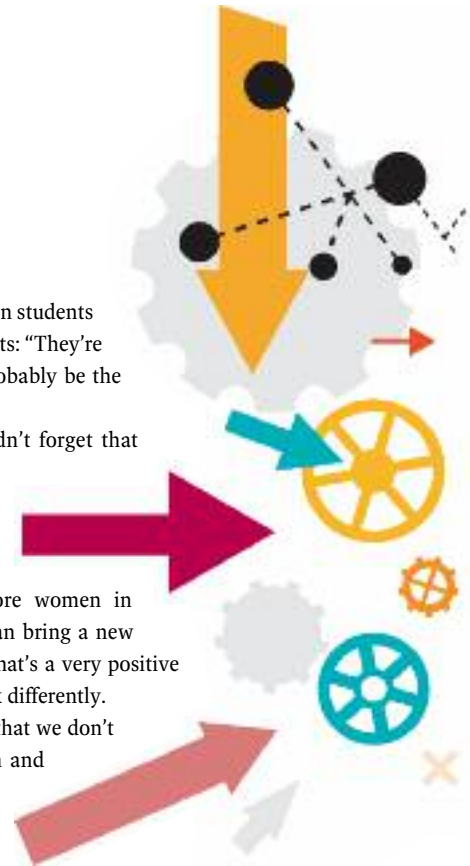 n students
ts: “They’re
obably be the
dn’t forget that
ore women in
an bring a new
hat’s a very positive
k differently.
that we don’t
n and